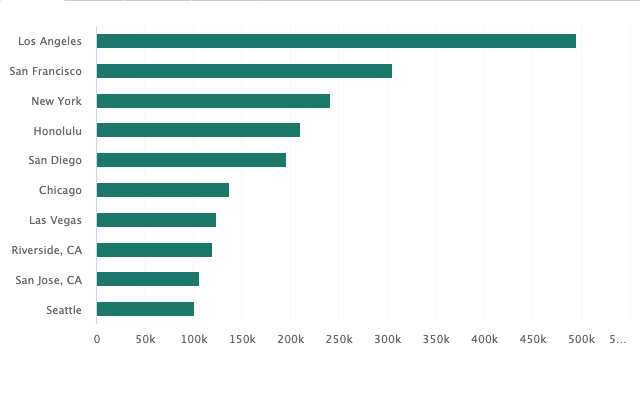 Los Angeles
San Francisco
New York
Honolulu
San Diego
Chicago
Las Vegas
Riverside, CA
San Jose, CA
Seattle
0 50k 100k 150k 200k 250k 300k 350k 400k 450k 500k 5...